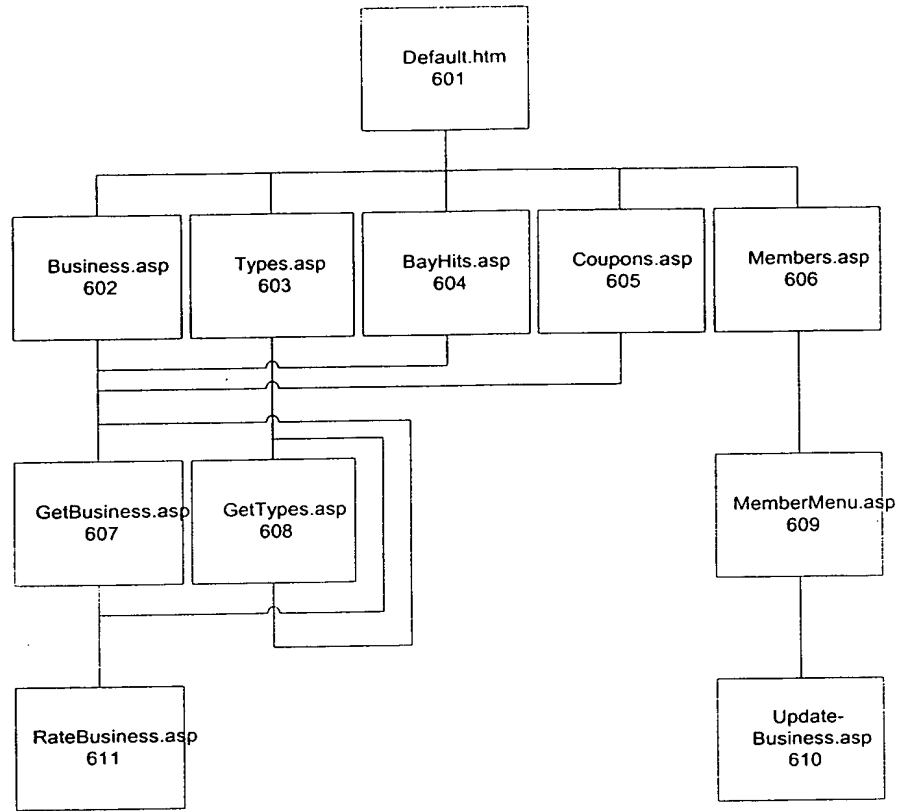 Default.htm
601
Business.asp
602
Types.asp
603
BayHits.asp
604
Coupons.asp
605
Members.asp
606
GetBusiness.asp
607
GetTypes.asp
608
MemberMenu.asp
609
RateBusiness.asp
611
Update-
Business.asp
610